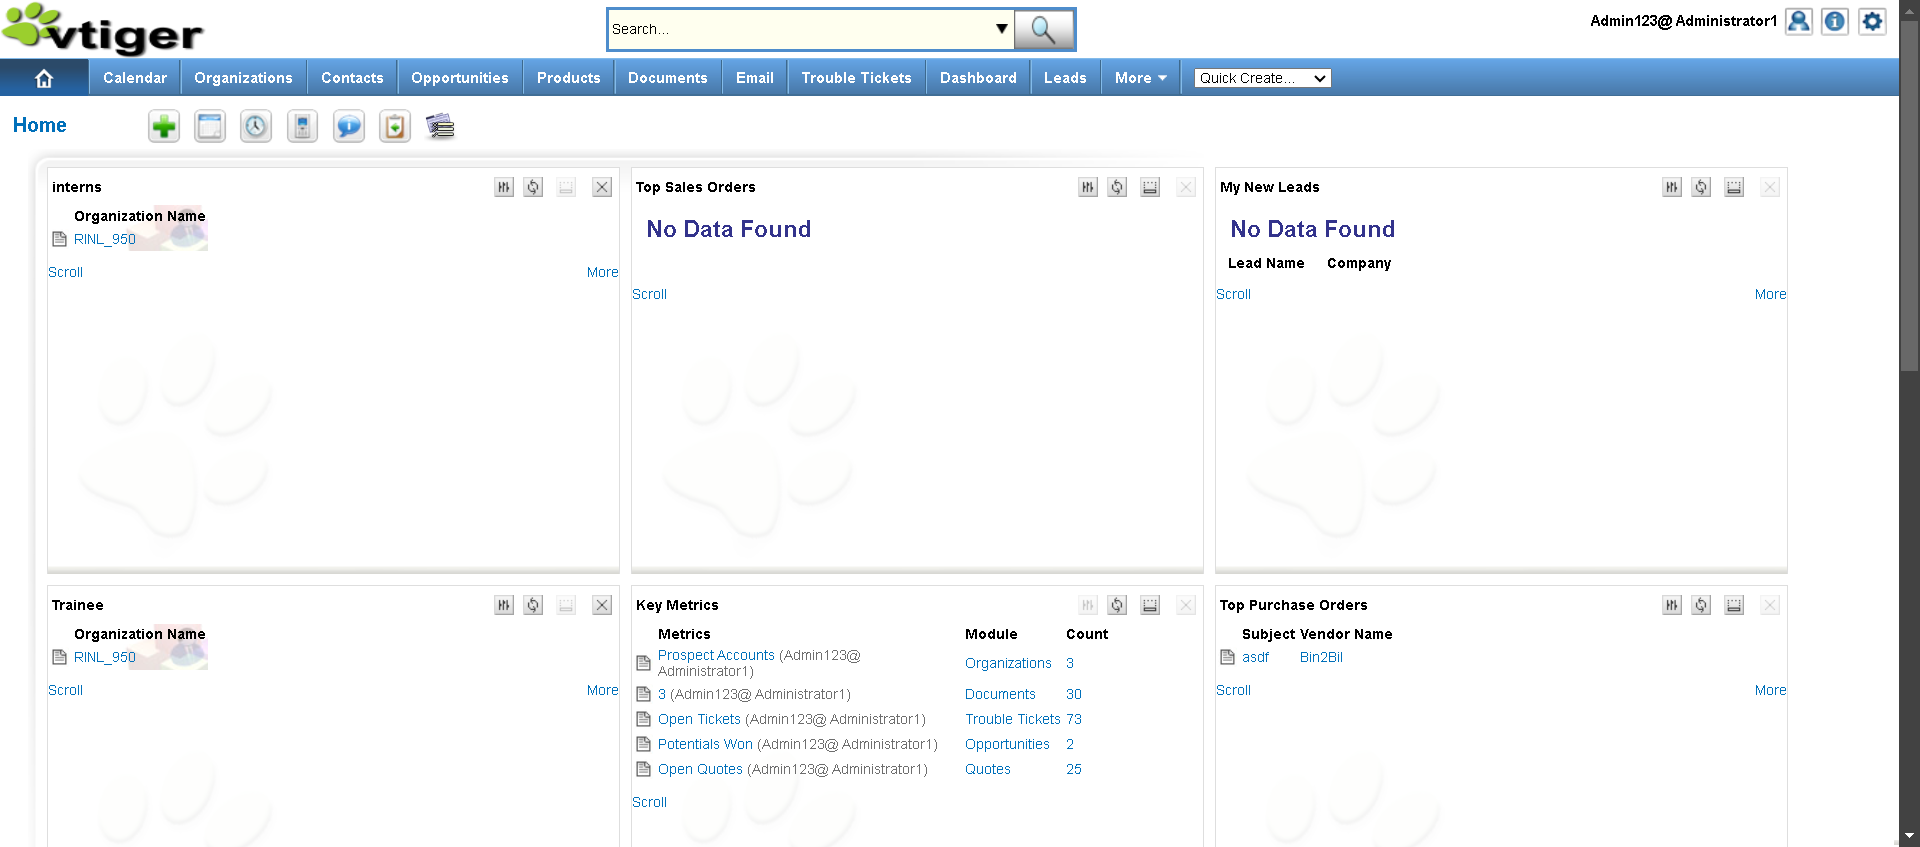 vtiger
Search...
Admin123@ Administrator1
Calendar
Organizations
Contacts
Opportunities
Products
Documents
Email
Trouble Tickets
Dashboard
Leads
More
Quick Create...
Home
interns
Organization Name
RINL_950
Scroll
More
Top Sales Orders
No Data Found
Scroll
My New Leads
No Data Found
Lead Name Company
Scroll
More
Trainee
Organization Name
RINL_950
Scroll
More
Key Metrics
Metrics Module Count
Prospect Accounts (Admin123@
Administrator1) Organizations 3
3 (Admin123@ Administrator1) Documents 30
Open Tickets (Admin123@ Administrator1) Trouble Tickets 73
Potentials Won (Admin123@ Administrator1) Opportunities 2
Open Quotes (Admin123@ Administrator1) Quotes 25
Scroll
Top Purchase Orders
Subject Vendor Name
asdf Bin2Bil
Scroll
More